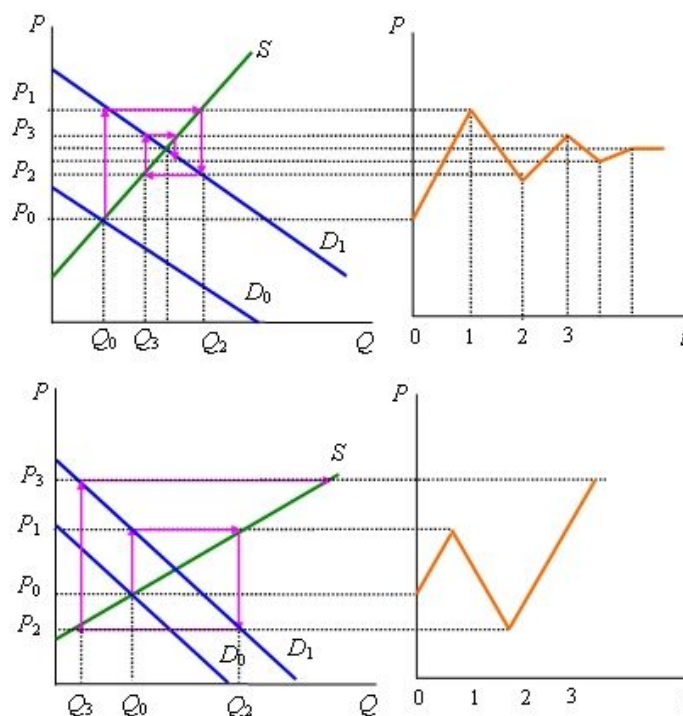 P
P
S
P₁
P₃
P₂
P₀
D₁
D₀
Q₀ Q₃ Q₂ Q
0 1 2 3
P
P
S
P₃
P₁
P₀
P₂
D₀ D₁
Q₃ Q₀ Q₂ Q
0 1 2 3